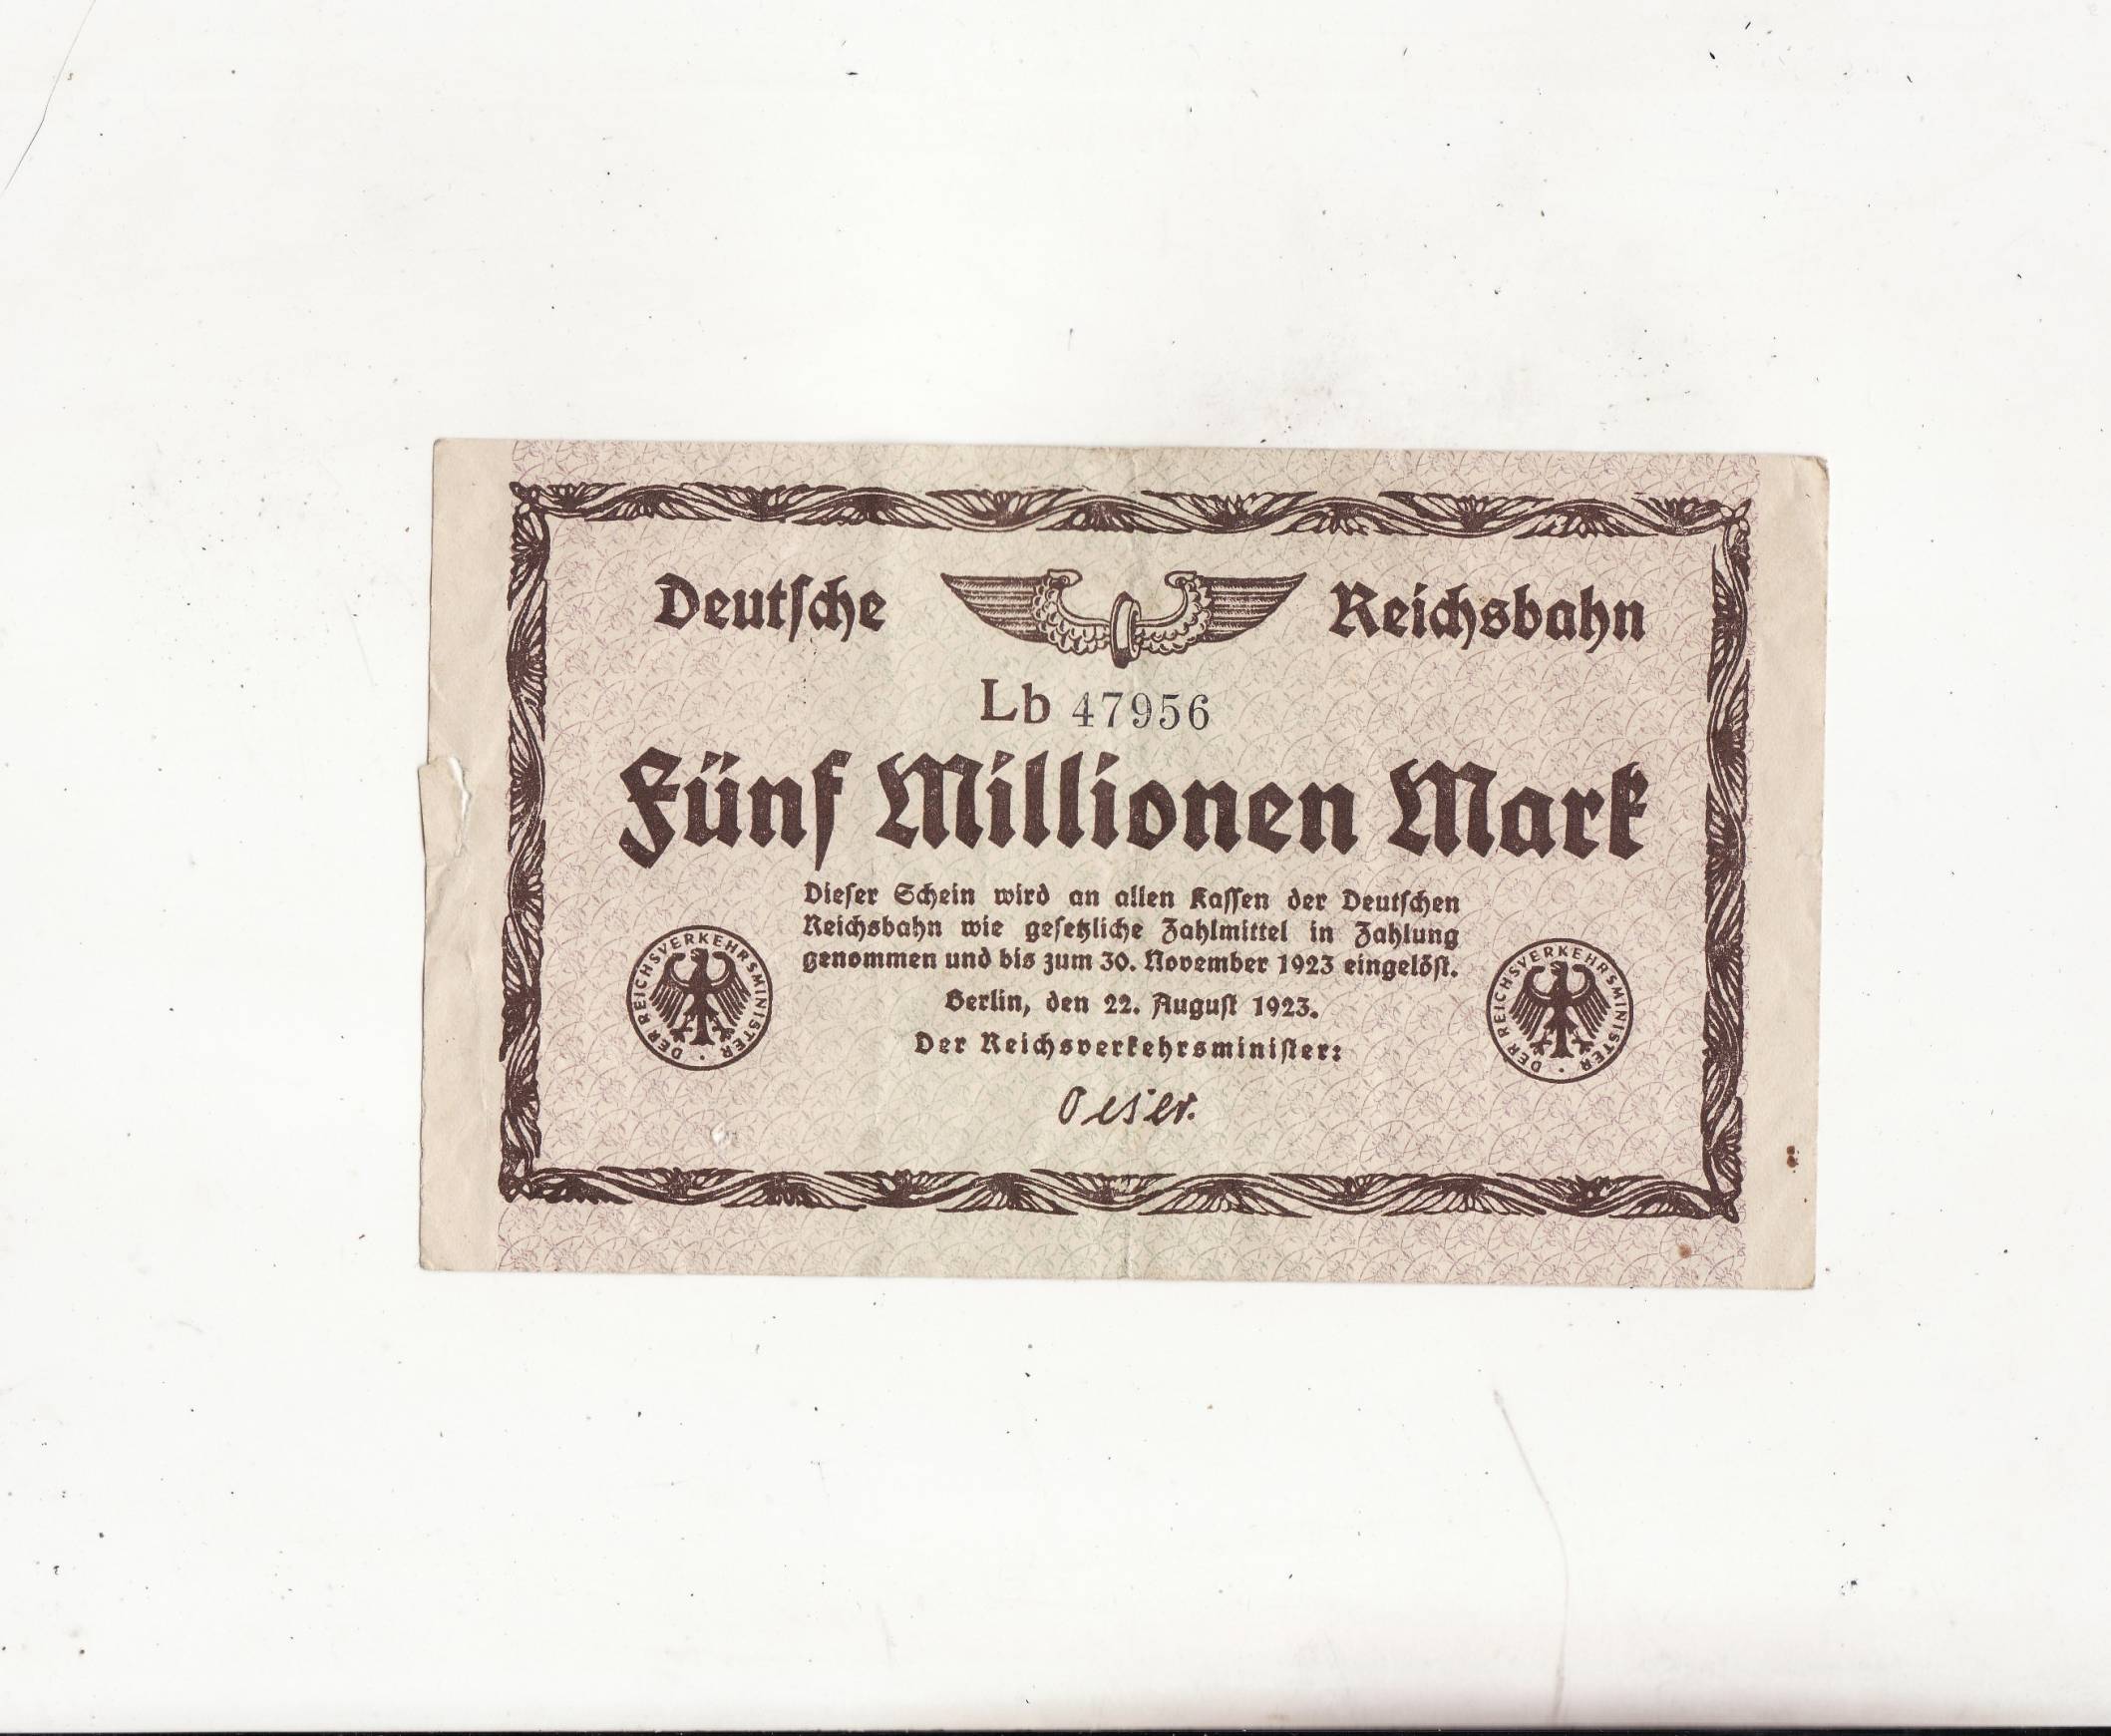 Deutsche Reichsbahn
Lb 47956
Fünf Millionen Mark
Dieser Schein wird an allen Kassen der Deutschen
Reichsbahn wie gesetzliche Zahlmittel in Zahlung
genommen und bis zum 30. November 1923 eingelöst.
Berlin, den 22. August 1923.
Der Reichsverkehrsminister:
Oeser.
DER REICHSVERKEHRSMINISTER
DER REICHSVERKEHRSMINISTER